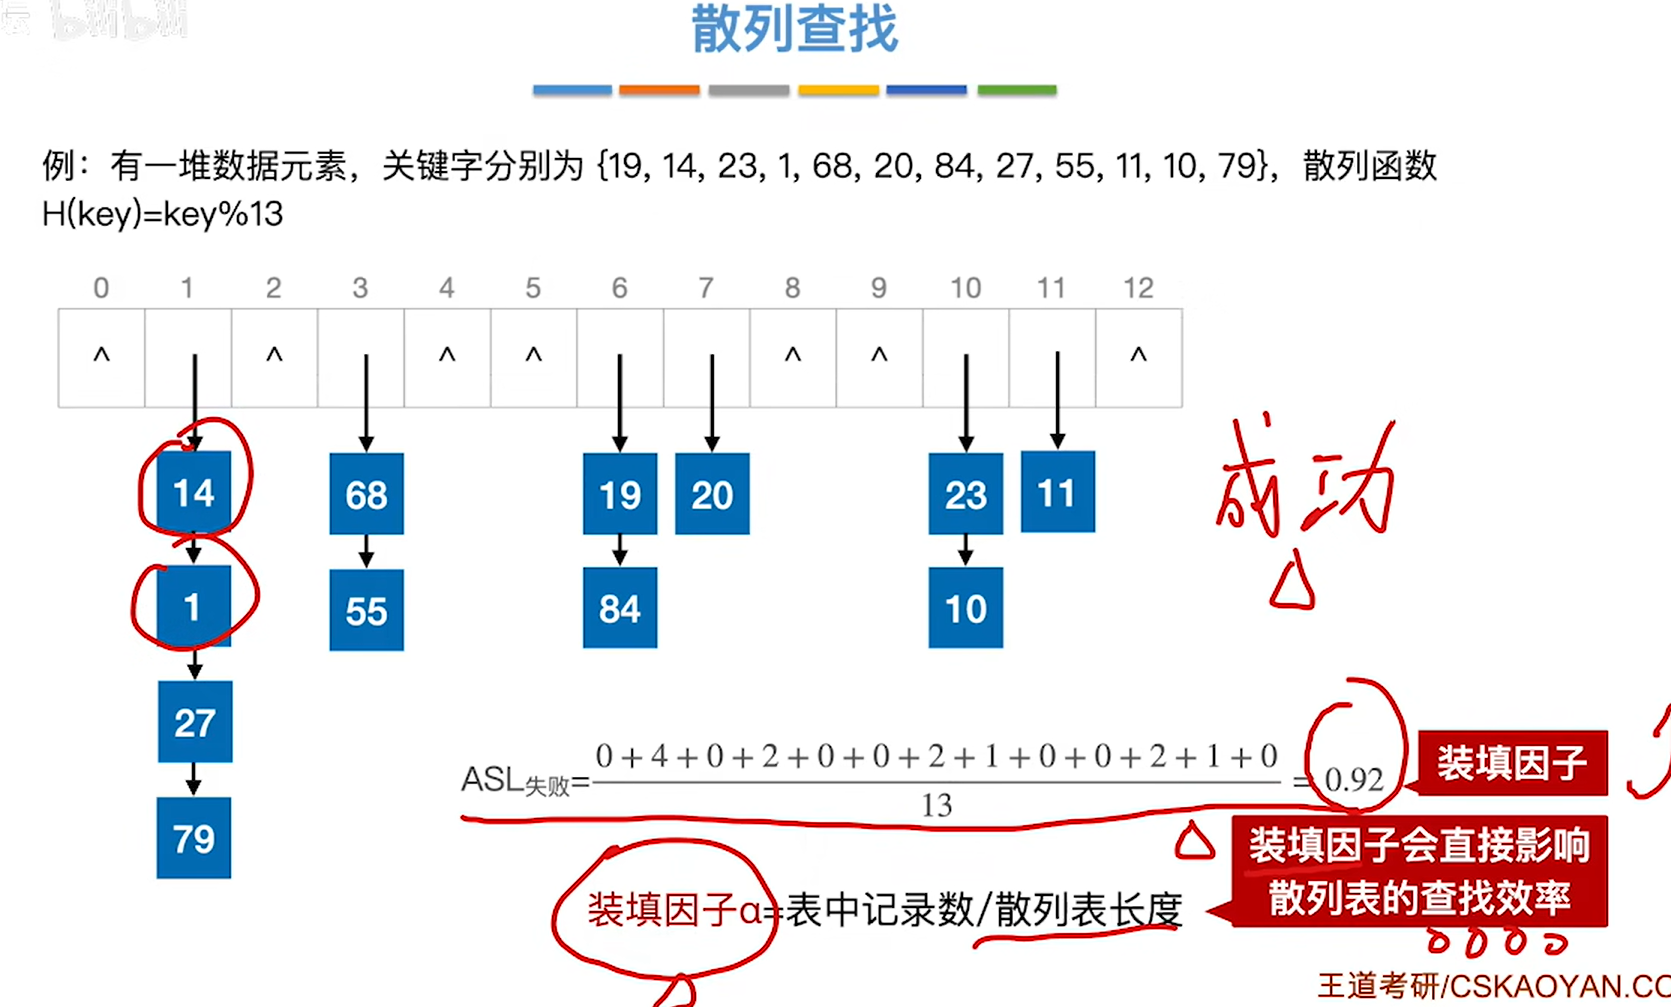 bilibili
散列查找
例：有一堆数据元素，关键字分别为 {19, 14, 23, 1, 68, 20, 84, 27, 55, 11, 10, 79}，散列函数
H(key)=key%13
0 1 2 3 4 5 6 7 8 9 10 11 12
^ ^ ^ ^ ^ ^ ^
14 68 19 20 23 11
成功
1 55 84 10
27
79
ASL失败= 0 + 4 + 0 + 2 + 0 + 0 + 2 + 1 + 0 + 0 + 2 + 1 + 0 / 13 = 0.92
装填因子
装填因子会直接影响
散列表的查找效率
装填因子α=表中记录数/散列表长度
王道考研/CSKAOYAN.CO